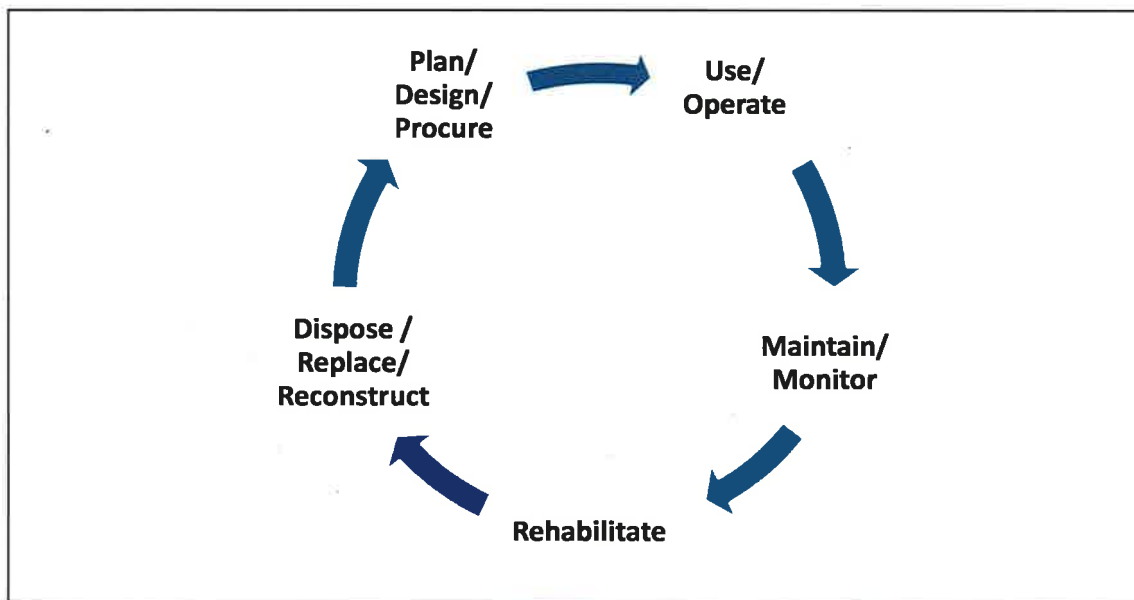 Plan/
Design/
Procure
Use/
Operate
Maintain/
Monitor
Rehabilitate
Dispose /
Replace/
Reconstruct